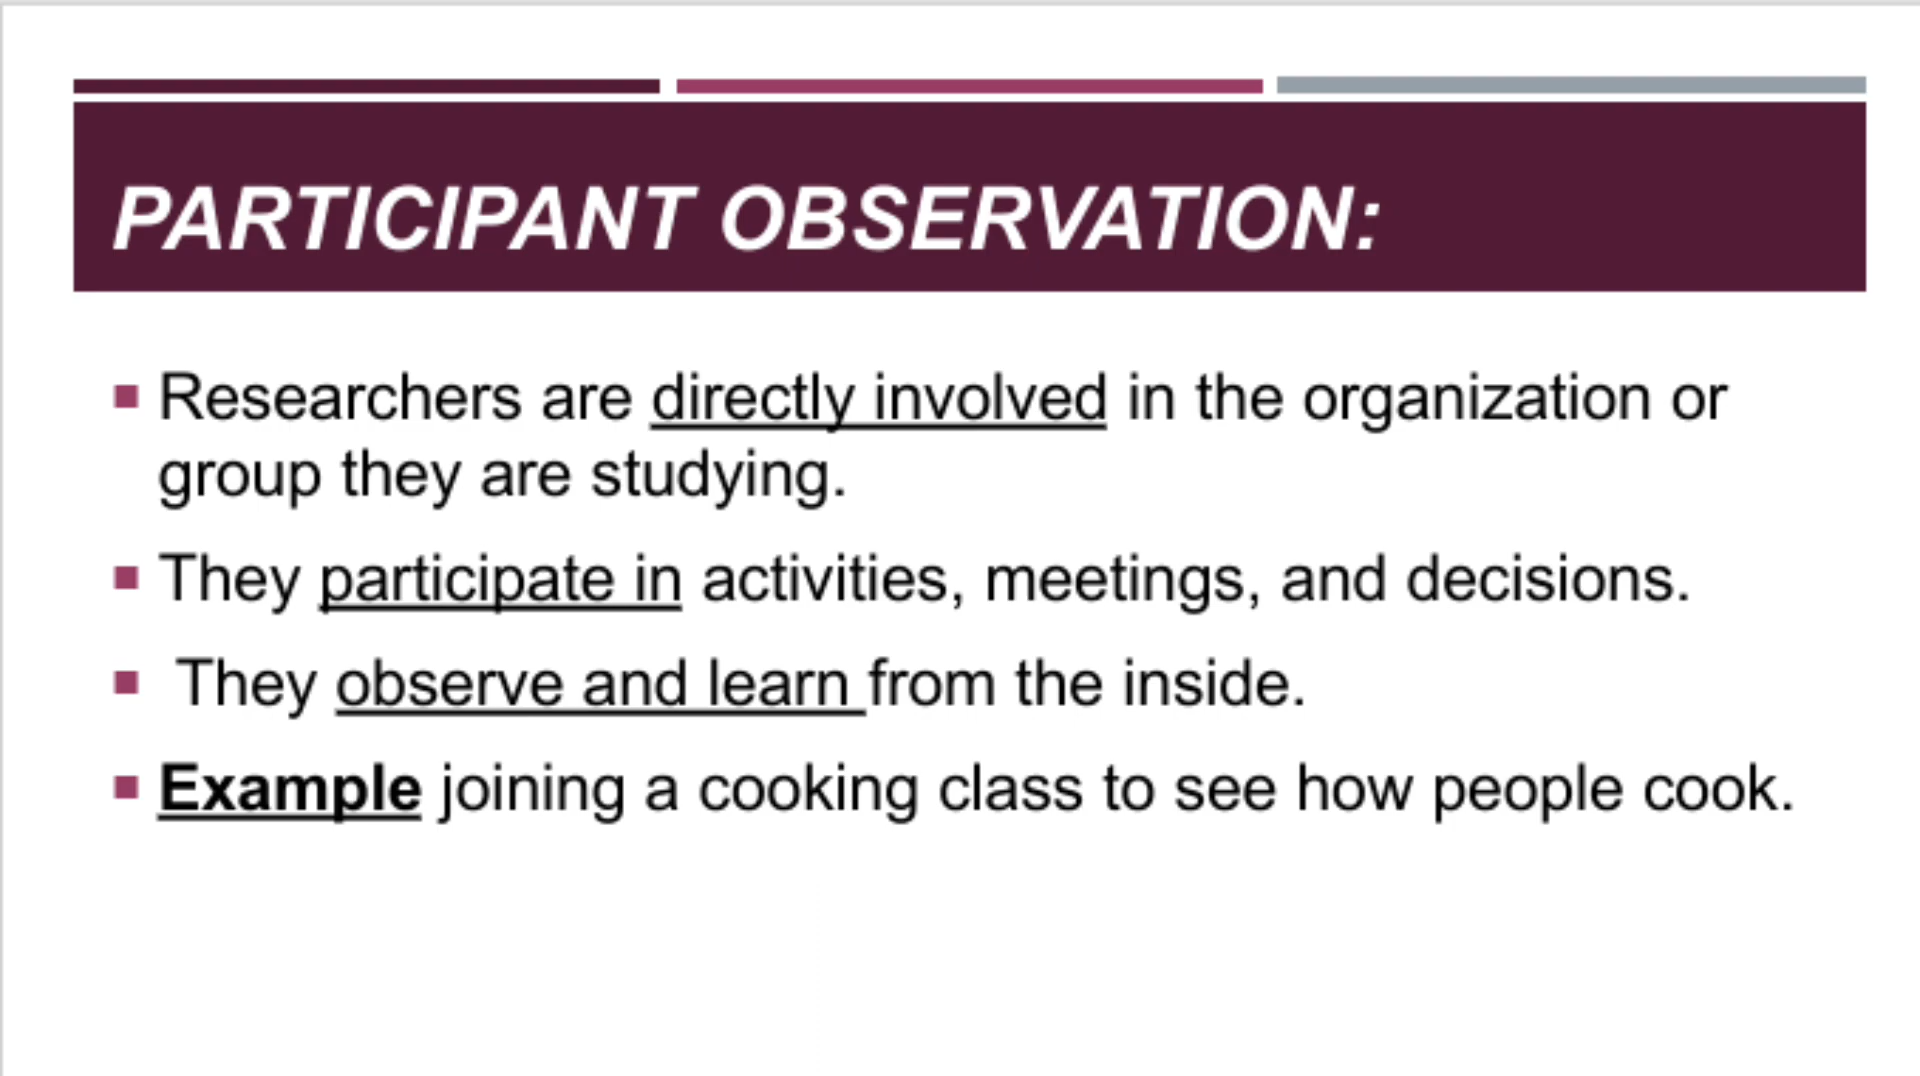 PARTICIPANT OBSERVATION:
Researchers are directly involved in the organization or
group they are studying.
They participate in activities, meetings, and decisions.
They observe and learn from the inside.
Example joining a cooking class to see how people cook.